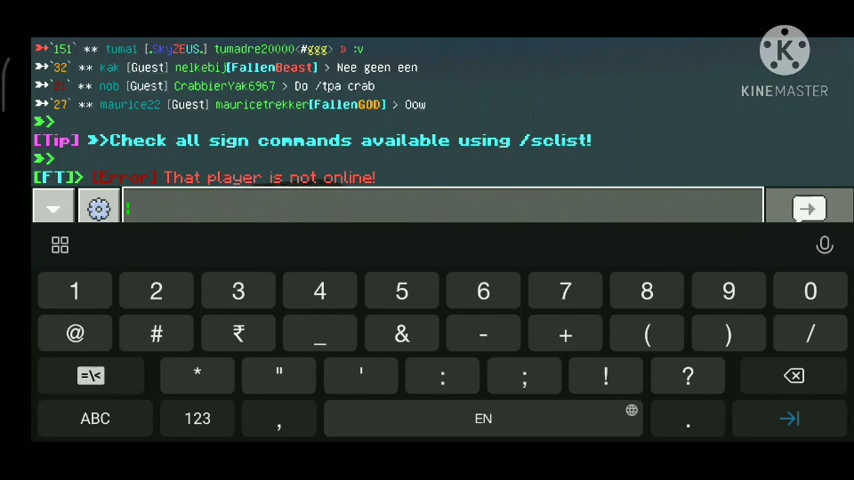 ➳'151' ** tumal [.SkyZEUS.] tumadre20000<#ggg> » :v
➳'32 ** kak [Guest] nelkebij[FallenBeast] > Nee geen een
➳'21 ** nob [Guest] CrabbierYak6967 > Do /tpa crab
➳'27 ** maurice22 [Guest] mauricetrekker[FallenGOD] > Oow
K
KINEMASTER
➳>
[Tip] ➳>Check all sign commands available using /sclist!
➳>
[FT]> [Error] That player is not online!
1 2 3 4 5 6 7 8 9 0
@ # ₹ _ & - + ( ) /
=\< * " ' : ; ! ?
ABC 123 , EN .